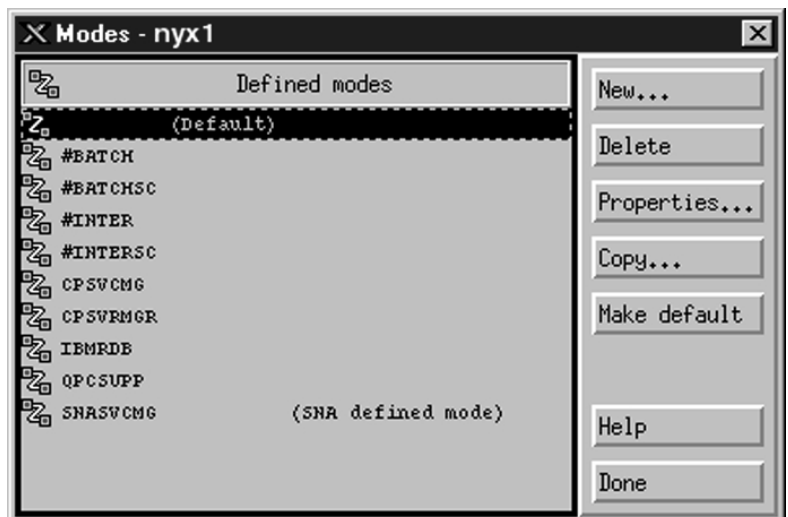 Modes - nyx1
Defined modes
(Default)
#BATCH
#BATCHSC
#INTER
#INTERSC
CPSVCMG
CPSVRMGR
IBMRDB
QPCSUPP
SNASVCMG (SNA defined mode)
New...
Delete
Properties...
Copy...
Make default
Help
Done